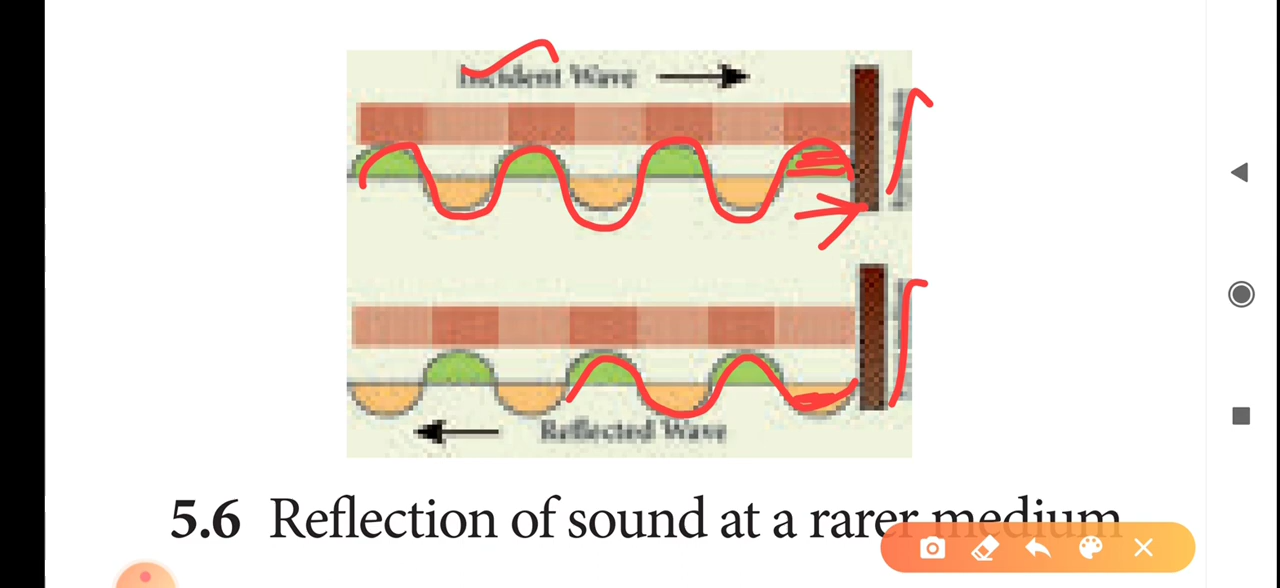 Incident Wave
Reflected Wave
5.6 Reflection of sound at a rarer medium